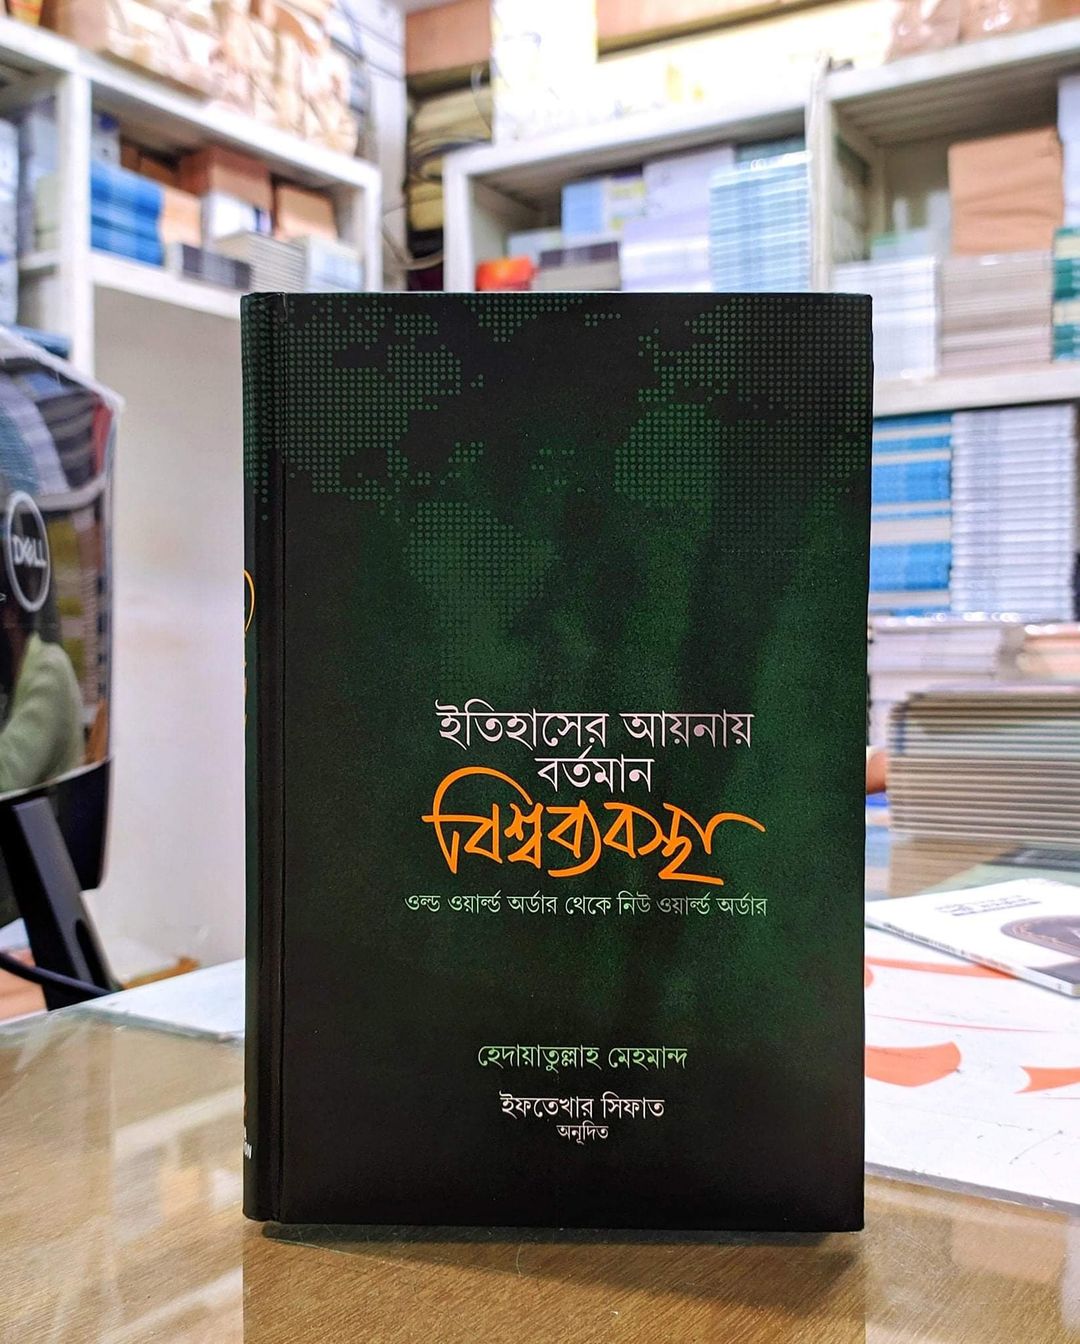 ইতিহাসের আয়নায়
বর্তমান
বিশ্বব্যবস্থা
ওল্ড ওয়ার্ল্ড অর্ডার থেকে নিউ ওয়ার্ল্ড অর্ডার
হেদায়াতুল্লাহ মেহমান্দ
ইফতেখার সিফাত
অনূদিত
DELL